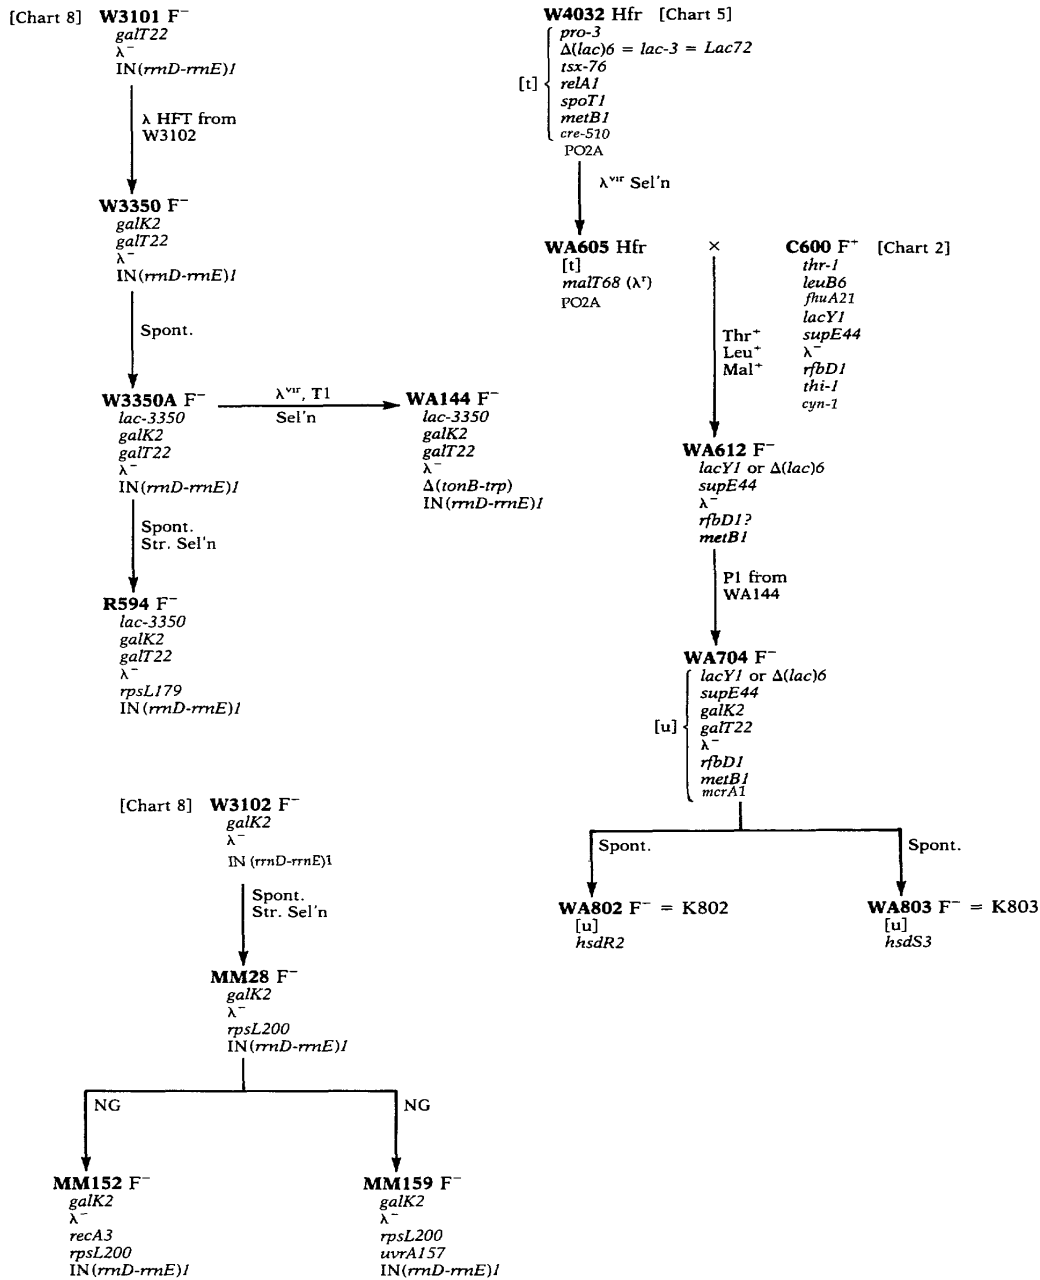 [Chart 8] W3101 F⁻
galT22
λ⁻
IN(rrnD-rrnE)1
λ HFT from
W3102
W3350 F⁻
galK2
galT22
λ⁻
IN(rrnD-rrnE)1
Spont.
W3350A F⁻
lac-3350
galK2
galT22
λ⁻
IN(rrnD-rrnE)1
λᵛⁱʳ, T1
Sel'n
WA144 F⁻
lac-3350
galK2
galT22
λ⁻
Δ(tonB-trp)
IN(rrnD-rrnE)1
Spont.
Str. Sel'n
R594 F⁻
lac-3350
galK2
galT22
λ⁻
rpsL179
IN(rrnD-rrnE)1
W4032 Hfr [Chart 5]
pro-3
Δ(lac)6 = lac-3 = Lac72
tsx-76
[t] relA1
spoT1
metB1
cre-510
PO2A
λᵛⁱʳ Sel'n
WA605 Hfr × C600 F⁺ [Chart 2]
[t]
malT68 (λʳ)
PO2A
thr-1
leuB6
fhuA21
lacY1
supE44
λ⁻
rfbD1
thi-1
cyn-1
Thr⁺
Leu⁺
Mal⁺
WA612 F⁻
lacY1 or Δ(lac)6
supE44
λ⁻
rfbD1?
metB1
P1 from
WA144
WA704 F⁻
lacY1 or Δ(lac)6
supE44
galK2
[u] galT22
λ⁻
rfbD1
metB1
mcrA1
Spont. Spont.
WA802 F⁻ = K802
[u]
hsdR2
WA803 F⁻ = K803
[u]
hsdS3
[Chart 8] W3102 F⁻
galK2
λ⁻
IN (rrnD-rrnE)1
Spont.
Str. Sel'n
MM28 F⁻
galK2
λ⁻
rpsL200
IN(rrnD-rrnE)1
NG NG
MM152 F⁻
galK2
λ⁻
recA3
rpsL200
IN(rrnD-rrnE)1
MM159 F⁻
galK2
λ⁻
rpsL200
uvrA157
IN(rrnD-rrnE)1